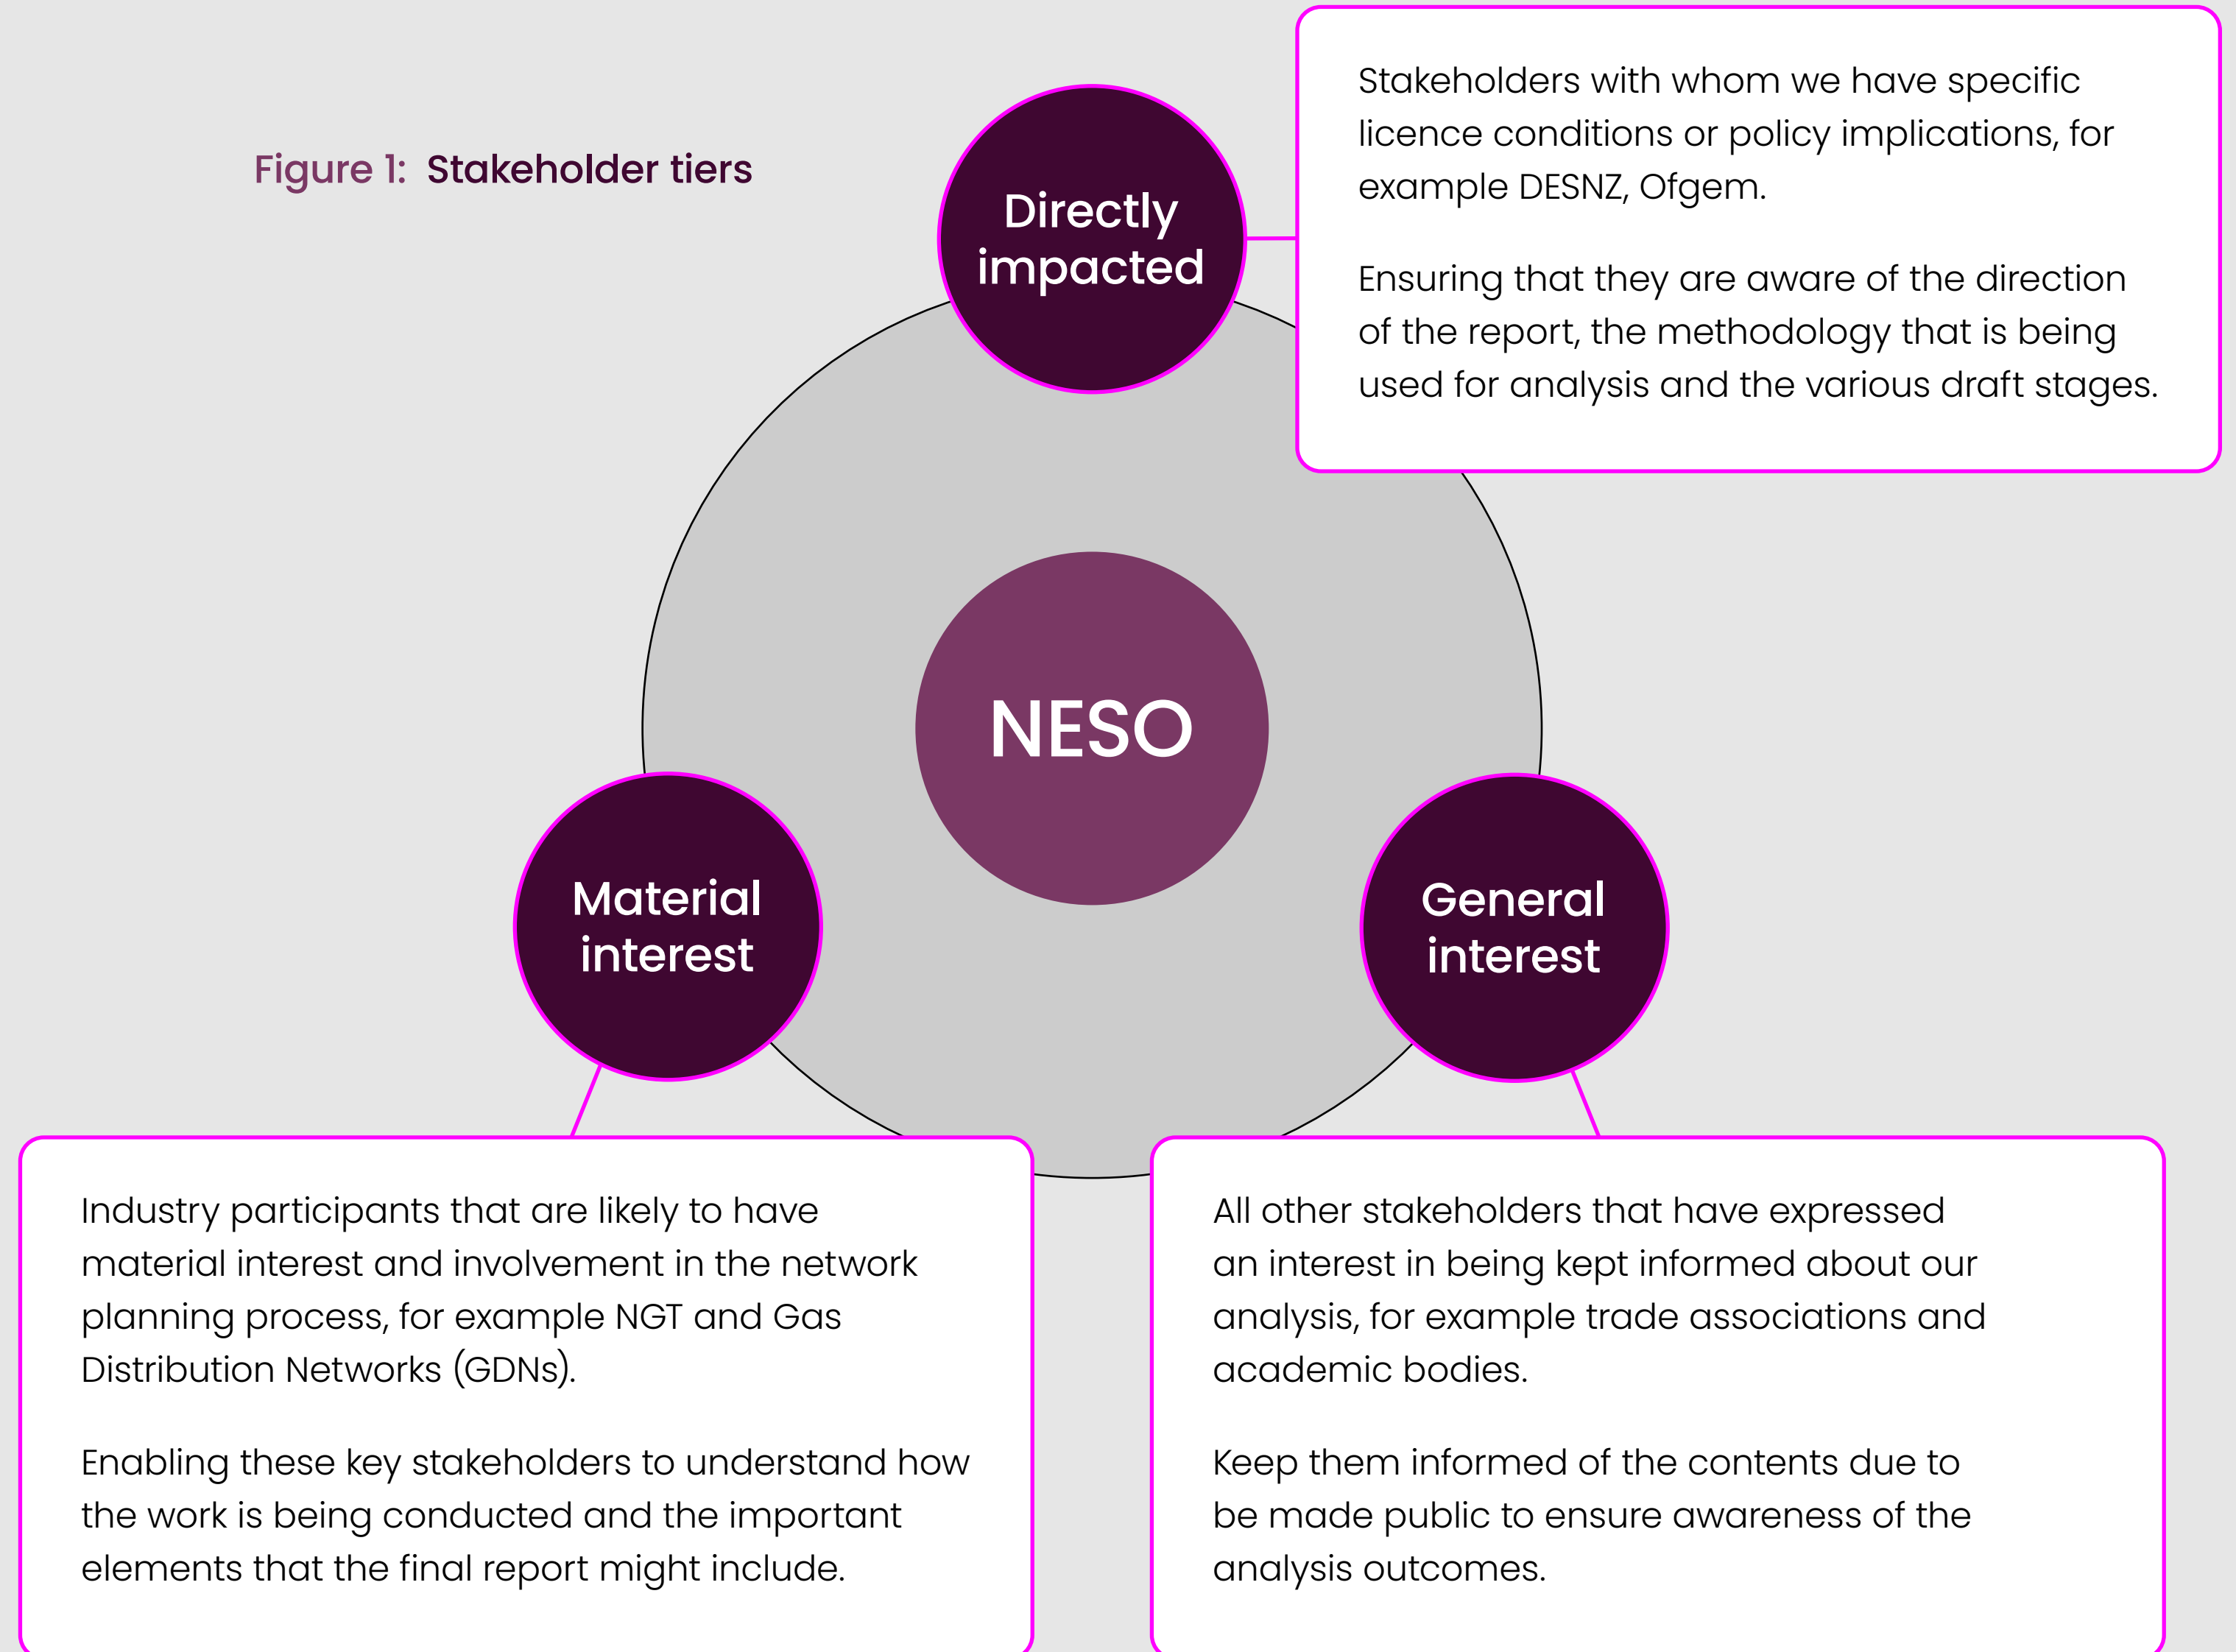 Figure 1: Stakeholder tiers
Directly
impacted
Stakeholders with whom we have specific
licence conditions or policy implications, for
example DESNZ, Ofgem.
Ensuring that they are aware of the direction
of the report, the methodology that is being
used for analysis and the various draft stages.
NESO
Material
interest
General
interest
Industry participants that are likely to have
material interest and involvement in the network
planning process, for example NGT and Gas
Distribution Networks (GDNs).
Enabling these key stakeholders to understand how
the work is being conducted and the important
elements that the final report might include.
All other stakeholders that have expressed
an interest in being kept informed about our
analysis, for example trade associations and
academic bodies.
Keep them informed of the contents due to
be made public to ensure awareness of the
analysis outcomes.